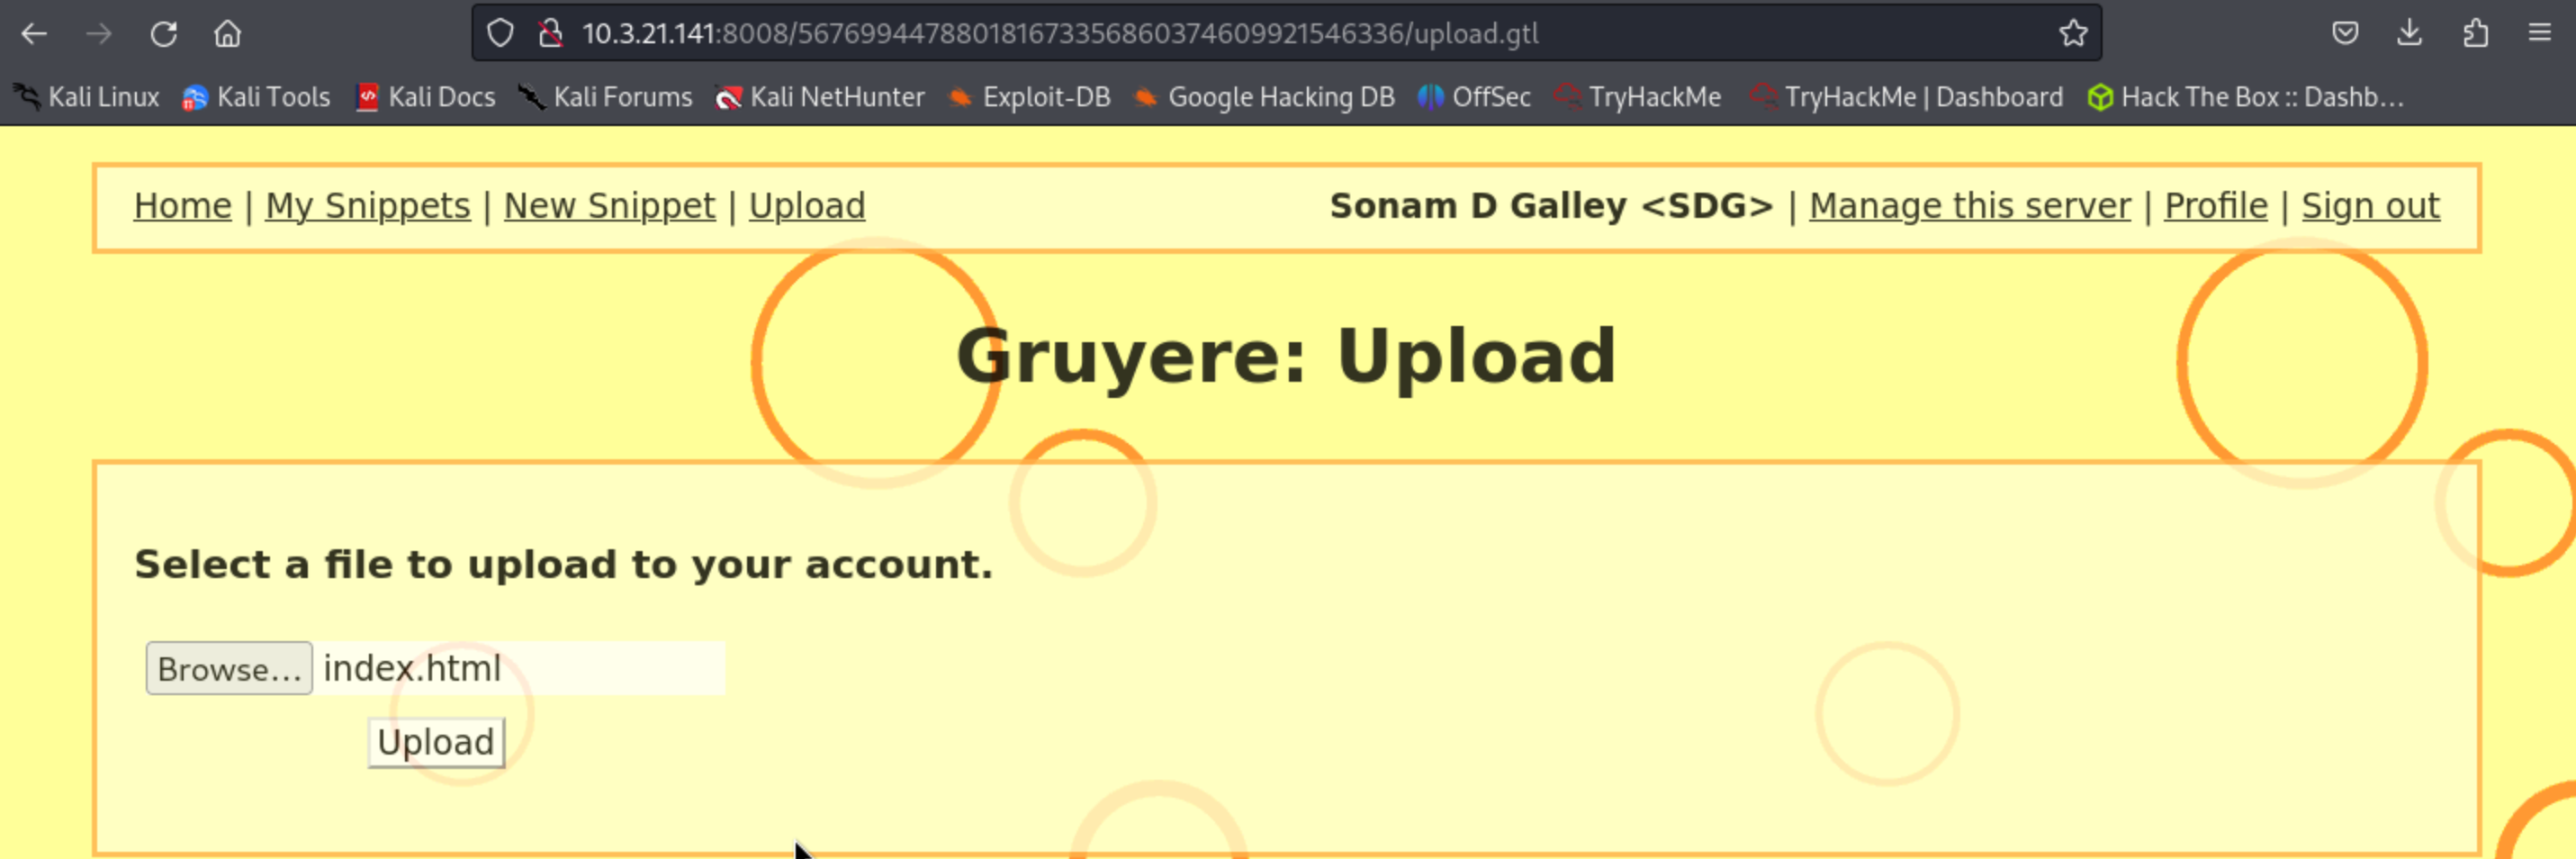 10.3.21.141:8008/567699447880181673356860374609921546336/upload.gtl
Kali Linux Kali Tools Kali Docs Kali Forums Kali NetHunter Exploit-DB Google Hacking DB OffSec TryHackMe TryHackMe | Dashboard Hack The Box :: Dashb…
Home | My Snippets | New Snippet | Upload Sonam D Galley <SDG> | Manage this server | Profile | Sign out
Gruyere: Upload
Select a file to upload to your account.
Browse… index.html
Upload